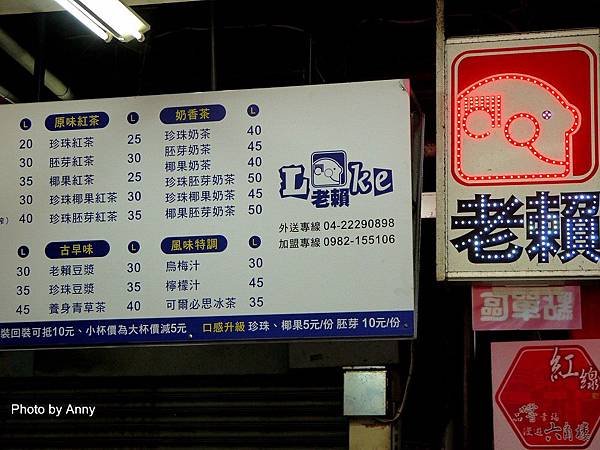 L 原味紅茶 L
20 珍珠紅茶 25
30 胚芽紅茶 30
35 椰果紅茶 25
30 珍珠椰果紅茶 30
40 珍珠胚芽紅茶 35
奶香茶 L
珍珠奶茶 40
胚芽奶茶 45
椰果奶茶 40
珍珠胚芽奶茶 50
珍珠椰果奶茶 45
椰果胚芽奶茶 50
L 古早味 L
30 老賴豆漿 30
35 珍珠豆漿 35
45 養身青草茶 40
風味特調 L
烏梅汁 30
檸檬汁 45
可爾必思冰茶 35
裝回裝可抵10元、小杯價為大杯價減5元
口感升級 珍珠、椰果5元/份 胚芽 10元/份
Loke
老賴
外送專線 04-22290898
加盟專線 0982-155106
老賴
紅線
六角樓
Photo by Anny